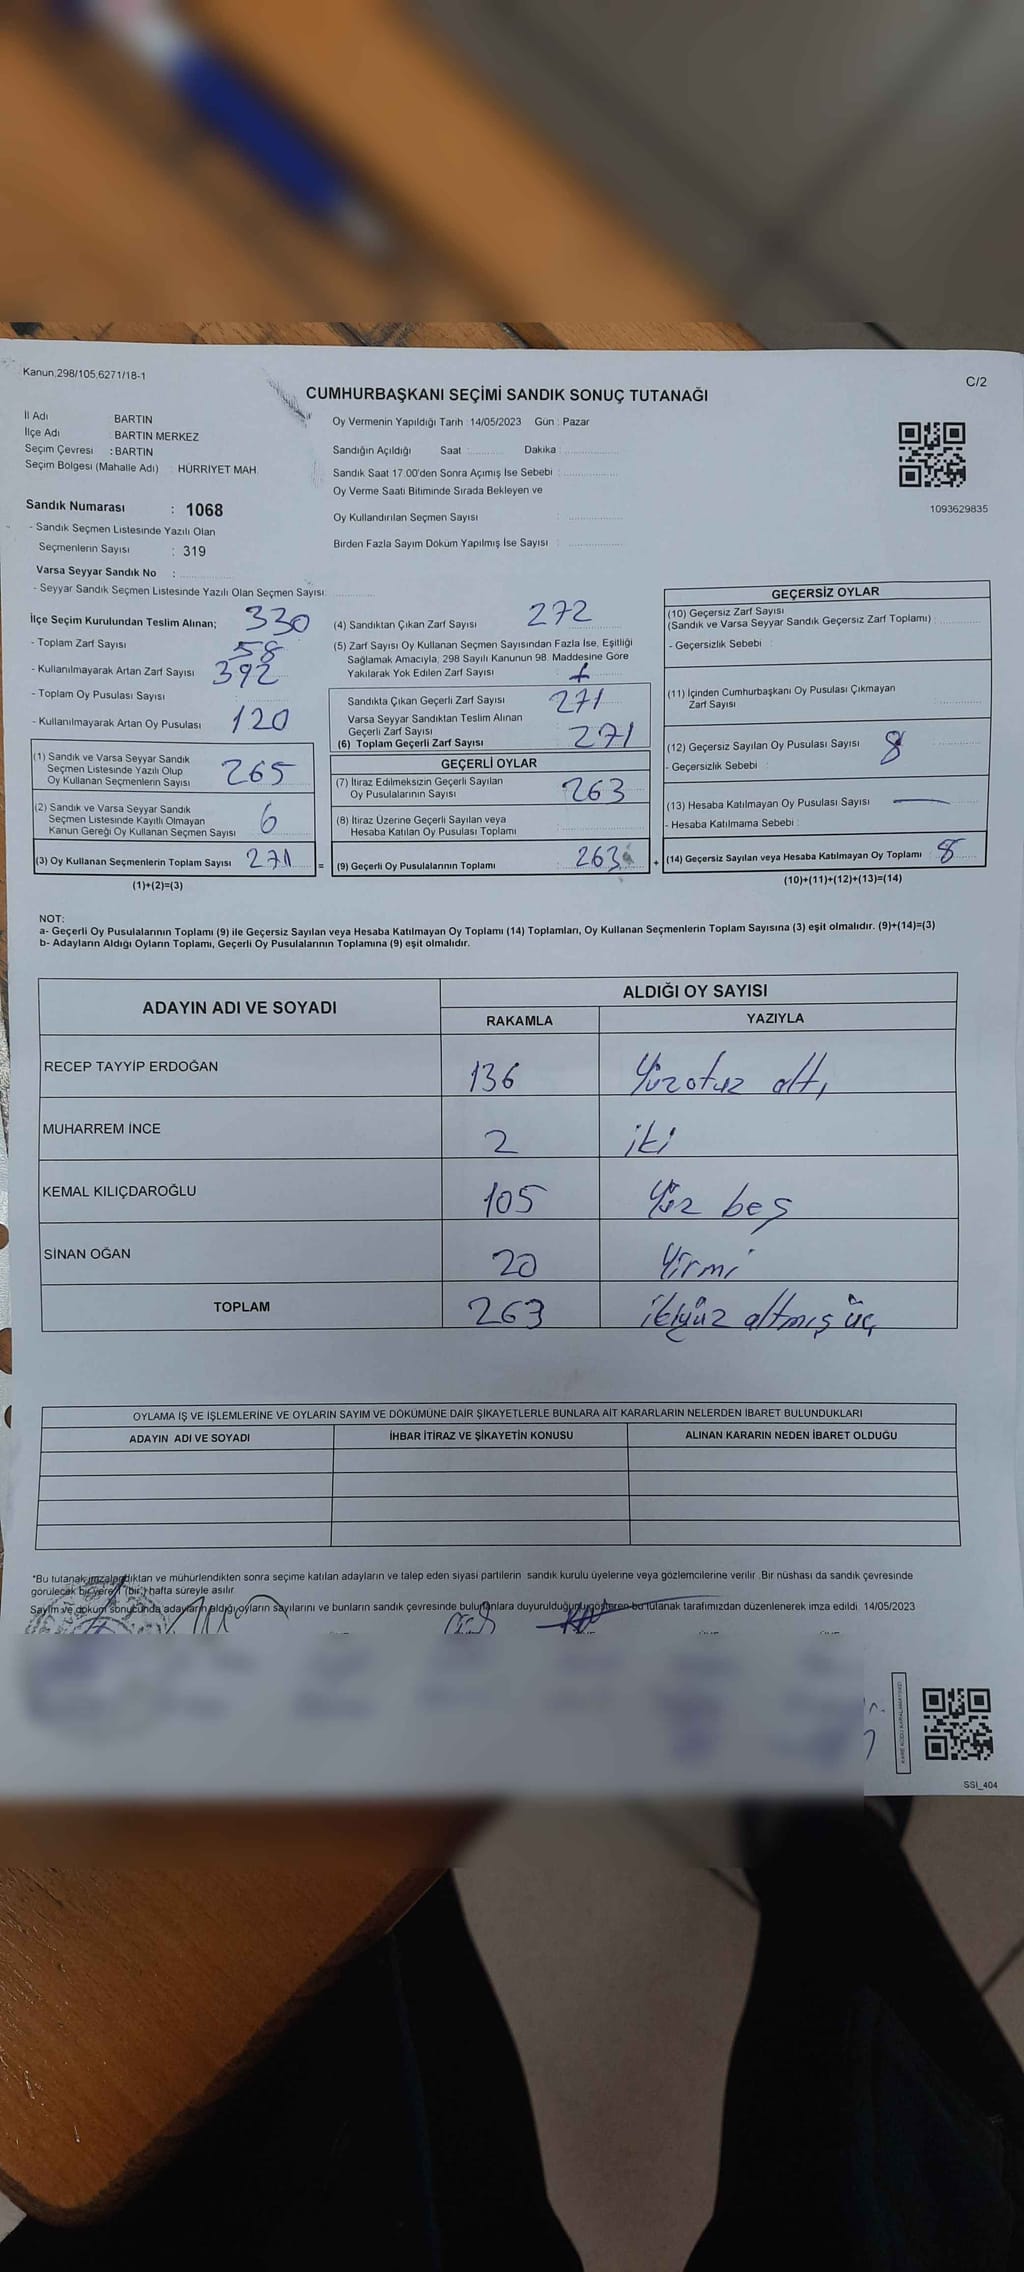 Kanun.298/105,6271/18-1
C/2
CUMHURBAŞKANI SEÇİMİ SANDIK SONUÇ TUTANAĞI
İl Adı BARTIN
İlçe Adı : BARTIN MERKEZ
Seçim Çevresi : BARTIN
Seçim Bölgesi (Mahalle Adı) : HÜRRİYET MAH.
Oy Vermenin Yapıldığı Tarih :14/05/2023 Gün : Pazar
Sandığın Açıldığı Saat : Dakika :
Sandık Saat 17.00'den Sonra Açımış İse Sebebi :
Oy Verme Saati Bitiminde Sırada Bekleyen ve
Oy Kullandırılan Seçmen Sayısı :
Birden Fazla Sayım Döküm Yapılmış İse Sayısı :
1093629835
Sandık Numarası : 1068
- Sandık Seçmen Listesinde Yazılı Olan
Seçmenlerin Sayısı : 319
Varsa Seyyar Sandık No :
- Seyyar Sandık Seçmen Listesinde Yazılı Olan Seçmen Sayısı:
İlçe Seçim Kurulundan Teslim Alınan; 330
- Toplam Zarf Sayısı 58
- Kullanılmayarak Artan Zarf Sayısı 392
- Toplam Oy Pusulası Sayısı
- Kullanılmayarak Artan Oy Pusulası 120
(1) Sandık ve Varsa Seyyar Sandık
Seçmen Listesinde Yazılı Olup
Oy Kullanan Seçmenlerin Sayısı 265
(2) Sandık ve Varsa Seyyar Sandık
Seçmen Listesinde Kayıtlı Olmayan
Kanun Gereği Oy Kullanan Seçmen Sayısı 6
(3) Oy Kullanan Seçmenlerin Toplam Sayısı 271 =
(1)+(2)=(3)
(4) Sandıktan Çıkan Zarf Sayısı 272
(5) Zarf Sayısı Oy Kullanan Seçmen Sayısından Fazla İse, Eşitliği
Sağlamak Amacıyla, 298 Sayılı Kanunun 98. Maddesine Göre
Yakılarak Yok Edilen Zarf Sayısı 1
Sandıkta Çıkan Geçerli Zarf Sayısı 271
Varsa Seyyar Sandıktan Teslim Alınan
Geçerli Zarf Sayısı
(6) Toplam Geçerli Zarf Sayısı 271
GEÇERLİ OYLAR
(7) İtiraz Edilmeksizin Geçerli Sayılan
Oy Pusulalarının Sayısı 263
(8) İtiraz Üzerine Geçerli Sayılan veya
Hesaba Katılan Oy Pusulası Toplamı
(9) Geçerli Oy Pusulalarının Toplamı 263 +
GEÇERSİZ OYLAR
(10) Geçersiz Zarf Sayısı
(Sandık ve Varsa Seyyar Sandık Geçersiz Zarf Toplamı) :
- Geçersizlik Sebebi :
(11) İçinden Cumhurbaşkanı Oy Pusulası Çıkmayan
Zarf Sayısı
(12) Geçersiz Sayılan Oy Pusulası Sayısı 8
- Geçersizlik Sebebi :
(13) Hesaba Katılmayan Oy Pusulası Sayısı —
- Hesaba Katılmama Sebebi :
(14) Geçersiz Sayılan veya Hesaba Katılmayan Oy Toplamı 8
(10)+(11)+(12)+(13)=(14)
NOT:
a- Geçerli Oy Pusulalarının Toplamı (9) ile Geçersiz Sayılan veya Hesaba Katılmayan Oy Toplamı (14) Toplamları, Oy Kullanan Seçmenlerin Toplam Sayısına (3) eşit olmalıdır. (9)+(14)=(3)
b- Adayların Aldığı Oyların Toplamı, Geçerli Oy Pusulalarının Toplamına (9) eşit olmalıdır.
ADAYIN ADI VE SOYADI ALDIĞI OY SAYISI
RAKAMLA YAZIYLA
RECEP TAYYİP ERDOĞAN 136 Yüzotuz altı
MUHARREM İNCE 2 iki
KEMAL KILIÇDAROĞLU 105 Yüz beş
SİNAN OĞAN 20 Yirmi
TOPLAM 263 ikiyüz altmış üç
OYLAMA İŞ VE İŞLEMLERİNE VE OYLARIN SAYIM VE DÖKÜMÜNE DAİR ŞİKAYETLERLE BUNLARA AİT KARARLARIN NELERDEN İBARET BULUNDUKLARI
ADAYIN ADI VE SOYADI İHBAR İTİRAZ VE ŞİKAYETİN KONUSU ALINAN KARARIN NEDEN İBARET OLDUĞU
"Bu tutanak imzalandıktan ve mühürlendikten sonra seçime katılan adayların ve talep eden siyasi partilerin sandık kurulu üyelerine veya gözlemcilerine verilir. Bir nüshası da sandık çevresinde
görülecek bir yere 1 (bir) hafta süreyle asılır.
Sayım ve döküm sonucunda adayların aldığı oyların sayılarını ve bunların sandık çevresinde bulunanlara duyurulduğunu gösteren bu tutanak tarafımızdan düzenlenerek imza edildi. 14/05/2023
SSI_404